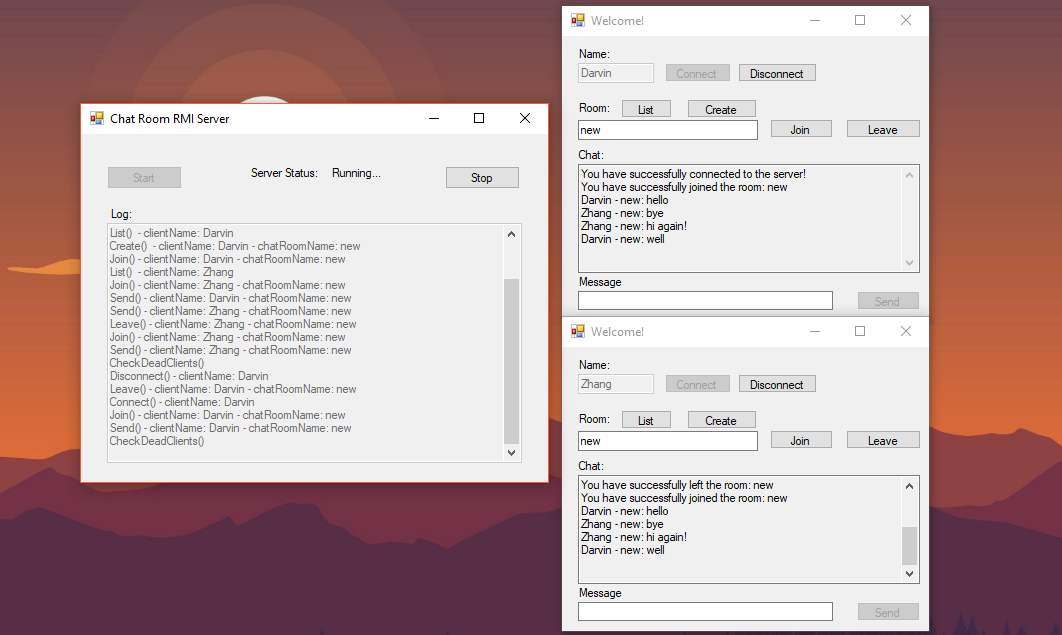 Chat Room RMI Server
Start
Server Status: Running...
Stop
Log:
List() - clientName: Darvin
Create() - clientName: Darvin - chatRoomName: new
Join() - clientName: Darvin - chatRoomName: new
List() - clientName: Zhang
Join() - clientName: Zhang - chatRoomName: new
Send() - clientName: Darvin - chatRoomName: new
Send() - clientName: Zhang - chatRoomName: new
Leave() - clientName: Zhang - chatRoomName: new
Join() - clientName: Zhang - chatRoomName: new
Send() - clientName: Zhang - chatRoomName: new
CheckDeadClients()
Disconnect() - clientName: Darvin
Leave() - clientName: Darvin - chatRoomName: new
Connect() - clientName: Darvin
Join() - clientName: Darvin - chatRoomName: new
Send() - clientName: Darvin - chatRoomName: new
CheckDeadClients()
Welcome!
Name:
Darvin Connect Disconnect
Room: List Create
new Join Leave
Chat:
You have successfully connected to the server!
You have successfully joined the room: new
Darvin - new: hello
Zhang - new: bye
Zhang - new: hi again!
Darvin - new: well
Message
Send
Welcome!
Name:
Zhang Connect Disconnect
Room: List Create
new Join Leave
Chat:
You have successfully left the room: new
You have successfully joined the room: new
Darvin - new: hello
Zhang - new: bye
Zhang - new: hi again!
Darvin - new: well
Message
Send